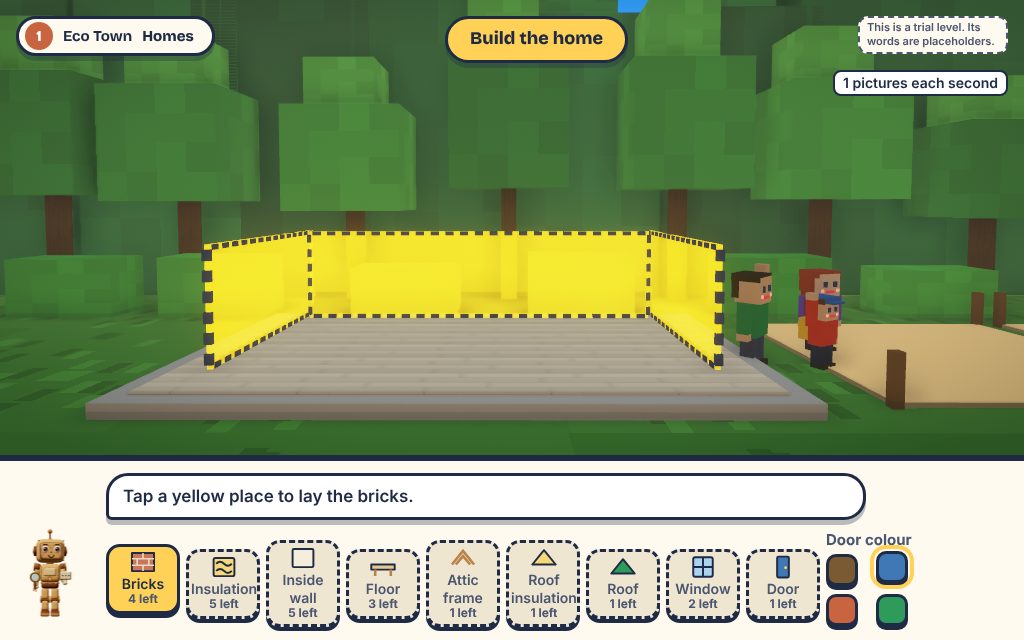 1 Eco Town Homes
Build the home
This is a trial level. Its
words are placeholders.
1 pictures each second
Tap a yellow place to lay the bricks.
Bricks
4 left
Insulation
5 left
Inside
wall
5 left
Floor
3 left
Attic
frame
1 left
Roof
insulation
1 left
Roof
1 left
Window
2 left
Door
1 left
Door colour